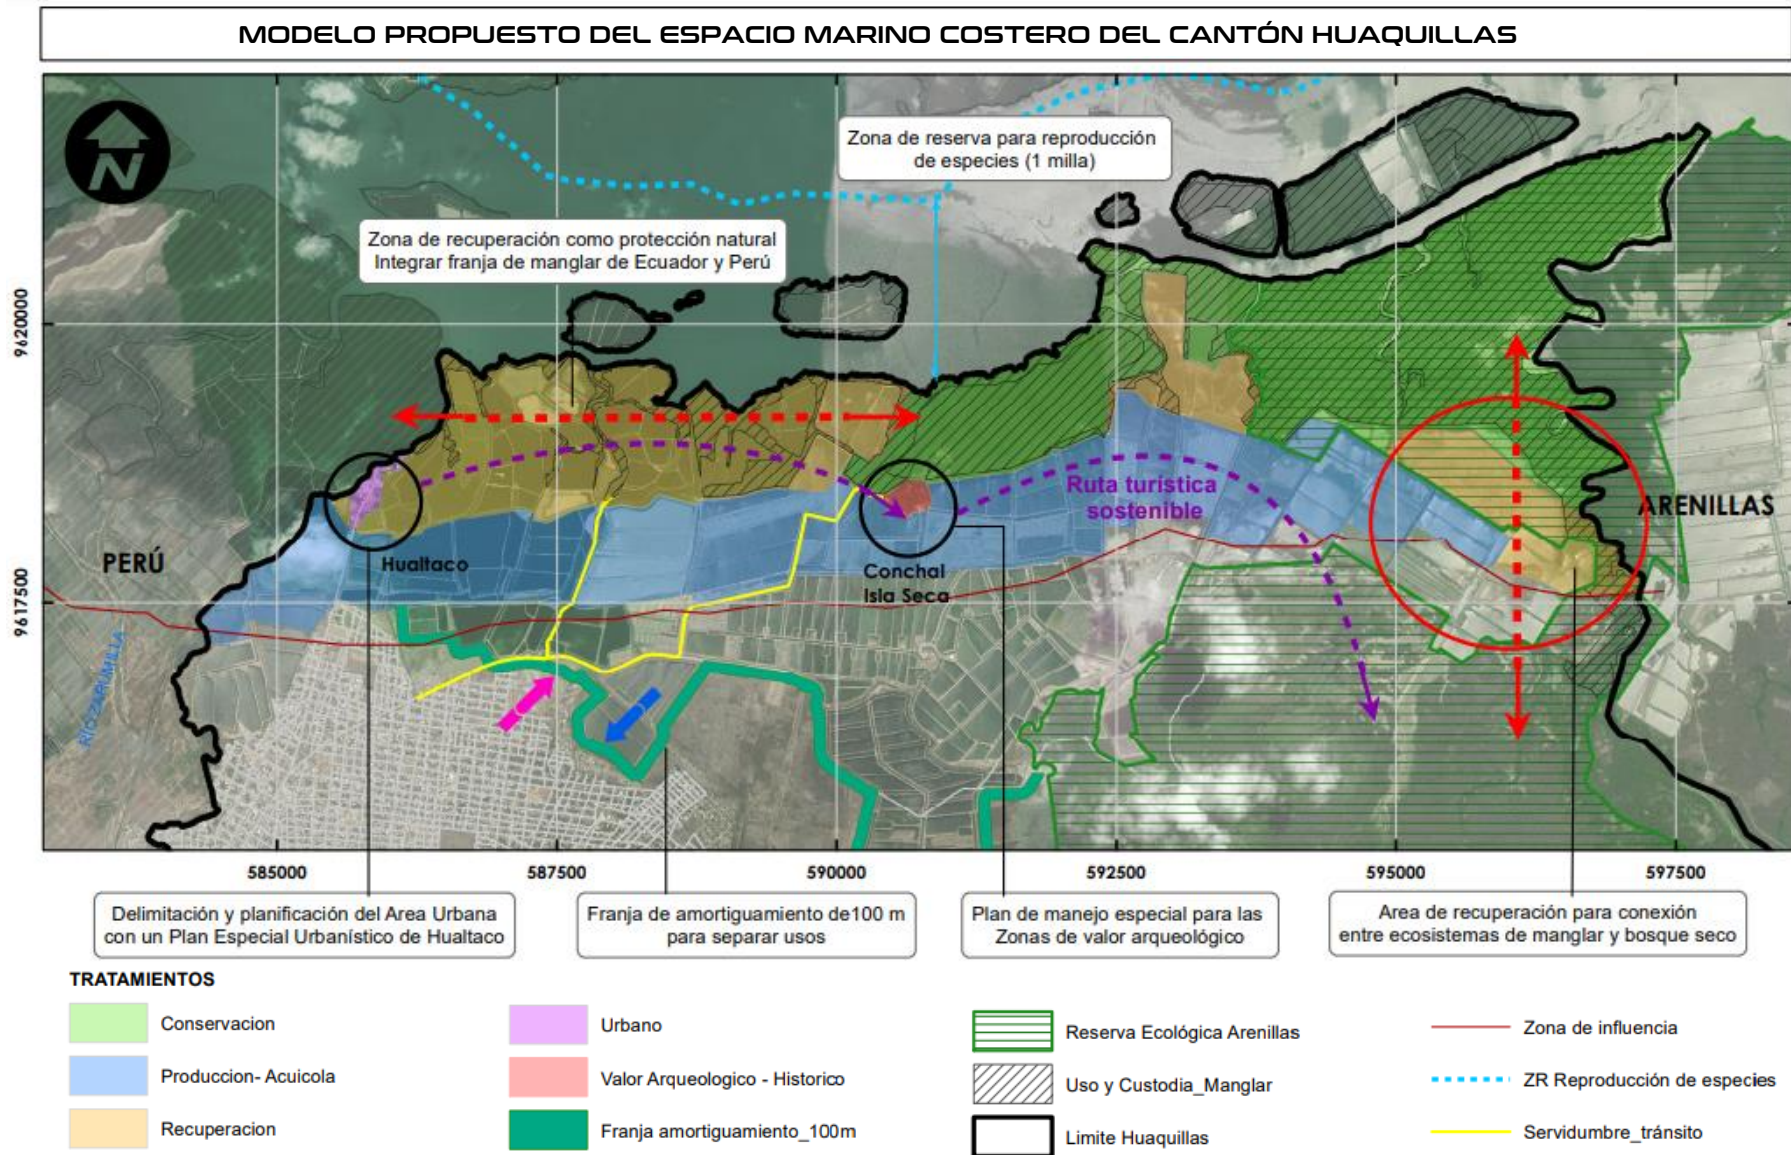 MODELO PROPUESTO DEL ESPACIO MARINO COSTERO DEL CANTÓN HUAQUILLAS
N
Zona de reserva para reproducción
de especies (1 milla)
Zona de recuperación como protección natural
Integrar franja de manglar de Ecuador y Perú
9620000
9617500
Ruta turística
sostenible
ARENILLAS
PERÚ
Hualtaco
Conchal
Isla Seca
RÍO ZARUMILLA
585000
587500
590000
592500
595000
597500
Delimitación y planificación del Area Urbana
con un Plan Especial Urbanístico de Hualtaco
Franja de amortiguamiento de100 m
para separar usos
Plan de manejo especial para las
Zonas de valor arqueológico
Area de recuperación para conexión
entre ecosistemas de manglar y bosque seco
TRATAMIENTOS
Conservacion
Produccion- Acuicola
Recuperacion
Urbano
Valor Arqueologico - Historico
Franja amortiguamiento_100m
Reserva Ecológica Arenillas
Uso y Custodia_Manglar
Limite Huaquillas
Zona de influencia
ZR Reproducción de especies
Servidumbre_tránsito